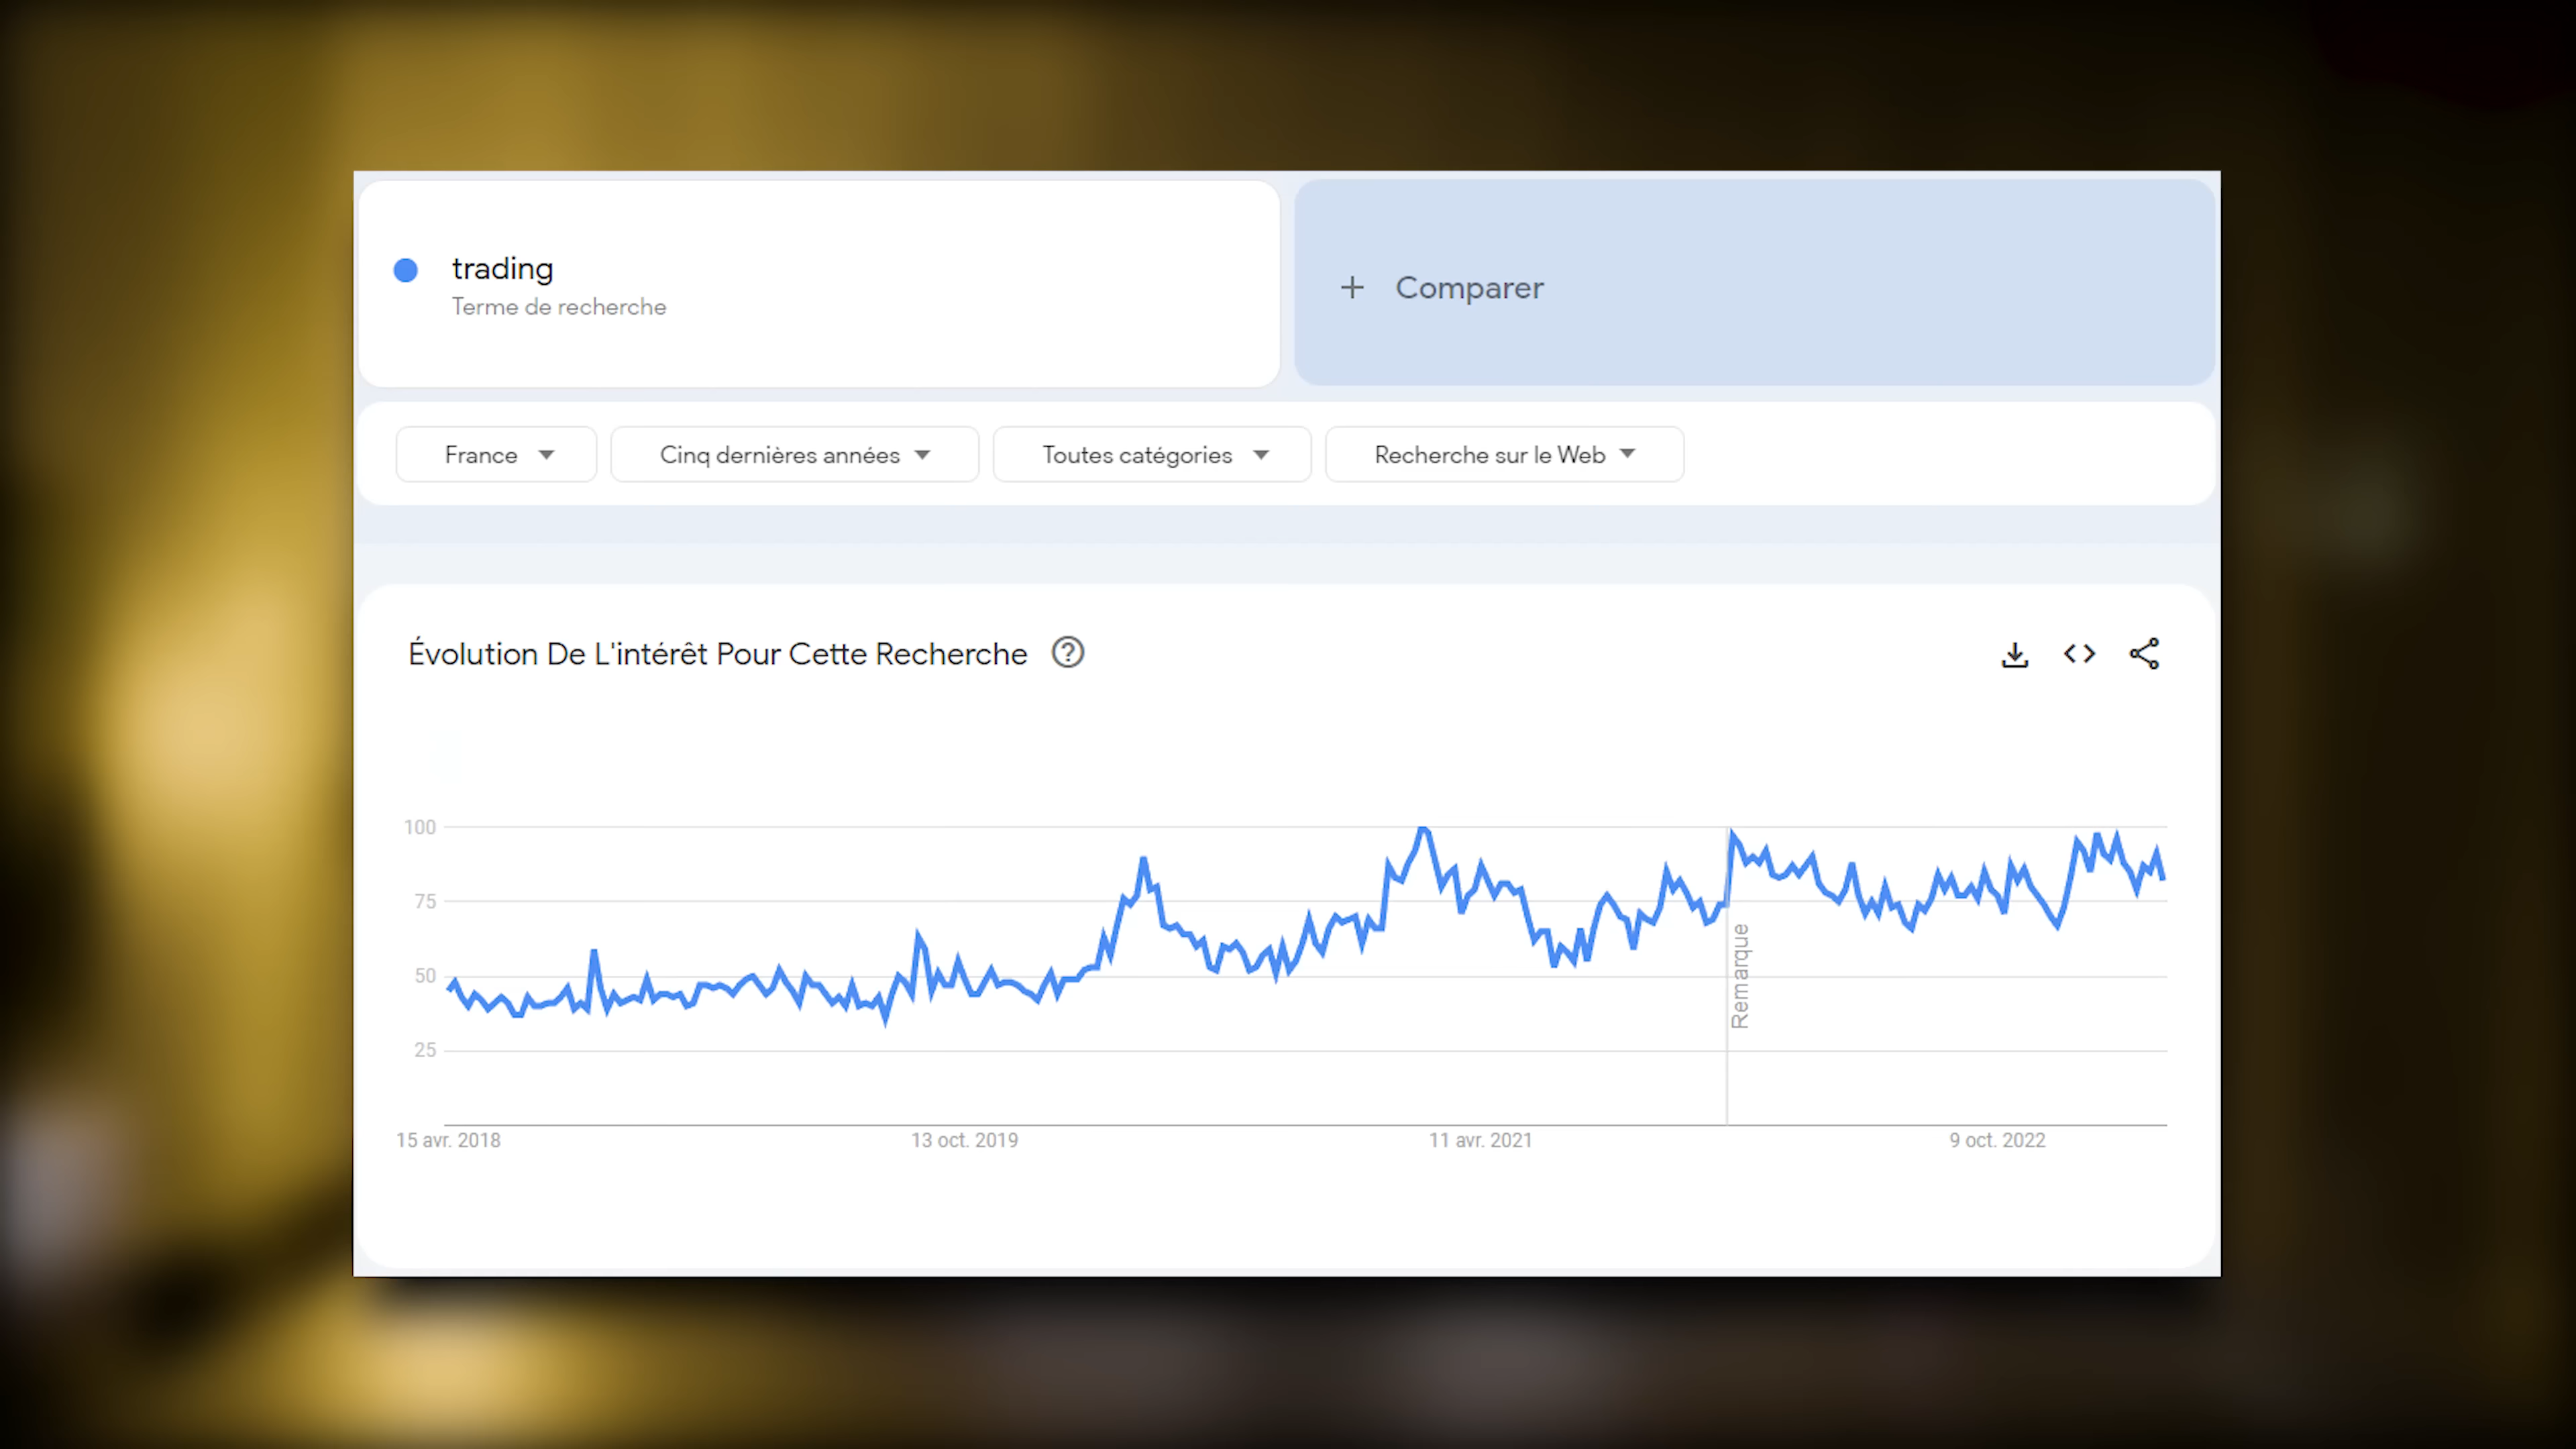 trading
Terme de recherche
+ Comparer
France
Cinq dernières années
Toutes catégories
Recherche sur le Web
Évolution De L'intérêt Pour Cette Recherche
100
75
50
25
Remarque
15 avr. 2018
13 oct. 2019
11 avr. 2021
9 oct. 2022